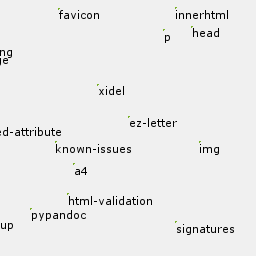 favicon
innerhtml
p
head
ng
ge
xidel
ez-letter
ed-attribute
known-issues
img
a4
html-validation
pypandoc
up
signatures